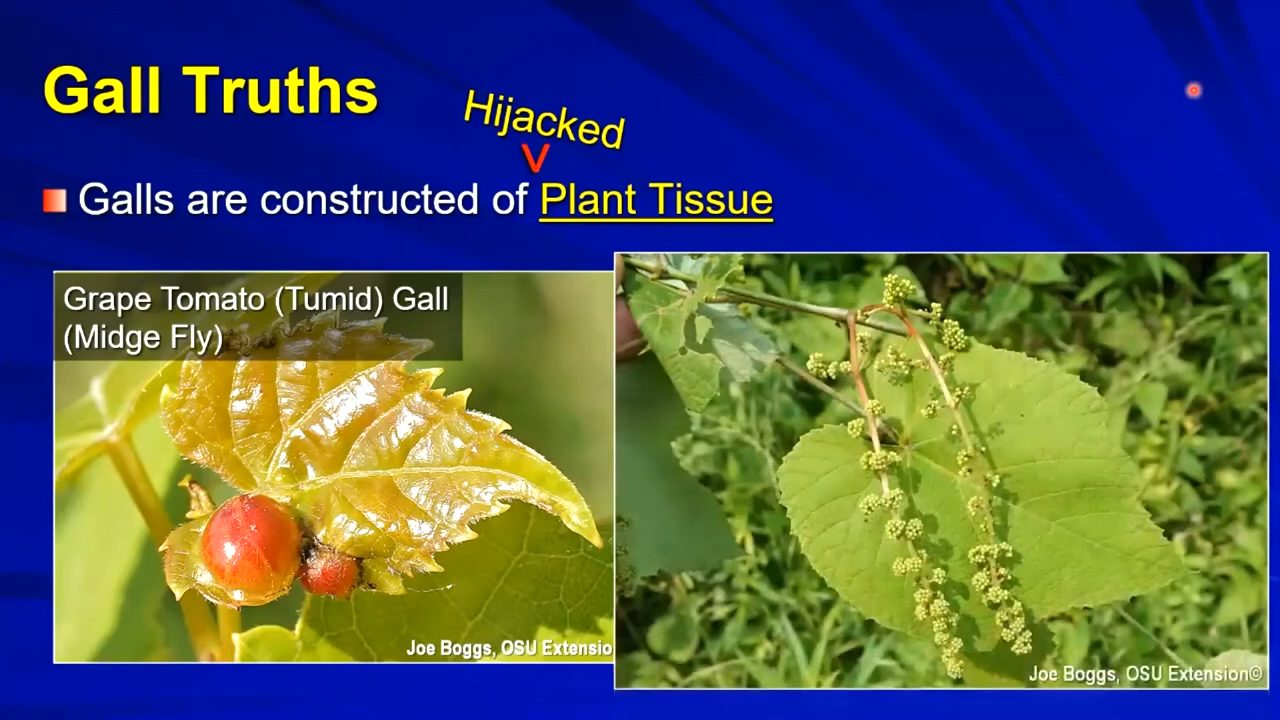 Gall Truths
Hijacked
V
Galls are constructed of Plant Tissue
Grape Tomato (Tumid) Gall
(Midge Fly)
Joe Boggs, OSU Extensio
Joe Boggs, OSU Extension©